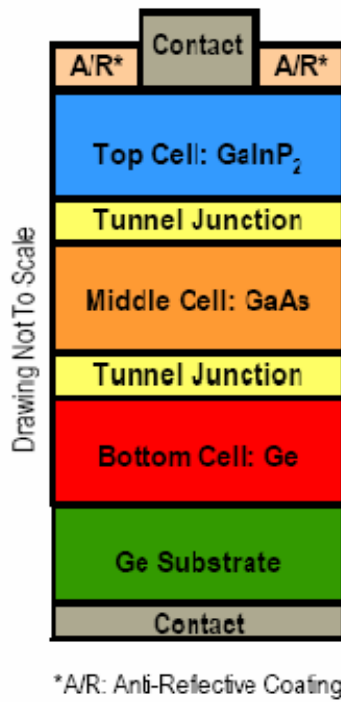 Contact
A/R*
A/R*
Top Cell: GaInP₂
Tunnel Junction
Middle Cell: GaAs
Tunnel Junction
Bottom Cell: Ge
Ge Substrate
Contact
Drawing Not To Scale
*A/R: Anti-Reflective Coating